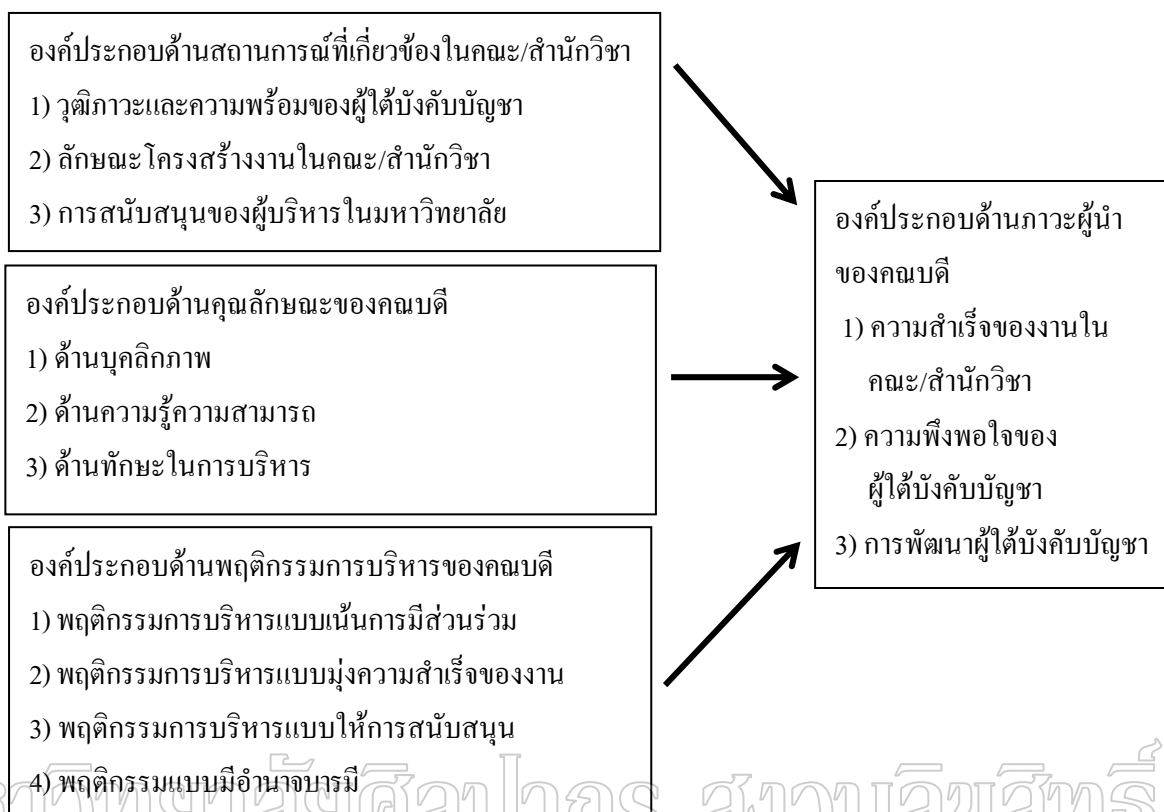 องค์ประกอบด้านสถานการณ์ที่เกี่ยวข้องในคณะ/สำนักวิชา
1) วุฒิภาวะและความพร้อมของผู้ใต้บังคับบัญชา
2) ลักษณะโครงสร้างงานในคณะ/สำนักวิชา
3) การสนับสนุนของผู้บริหารในมหาวิทยาลัย
องค์ประกอบด้านคุณลักษณะของคณบดี
1) ด้านบุคลิกภาพ
2) ด้านความรู้ความสามารถ
3) ด้านทักษะในการบริหาร
องค์ประกอบด้านพฤติกรรมการบริหารของคณบดี
1) พฤติกรรมการบริหารแบบเน้นการมีส่วนร่วม
2) พฤติกรรมการบริหารแบบมุ่งความสำเร็จของงาน
3) พฤติกรรมการบริหารแบบให้การสนับสนุน
4) พฤติกรรมแบบมีอำนาจบารมี
องค์ประกอบด้านภาวะผู้นำ
ของคณบดี
1) ความสำเร็จของงานใน
คณะ/สำนักวิชา
2) ความพึงพอใจของ
ผู้ใต้บังคับบัญชา
3) การพัฒนาผู้ใต้บังคับบัญชา
าวิทยาลัยศิลปากร สงวนลิขสิทธิ์